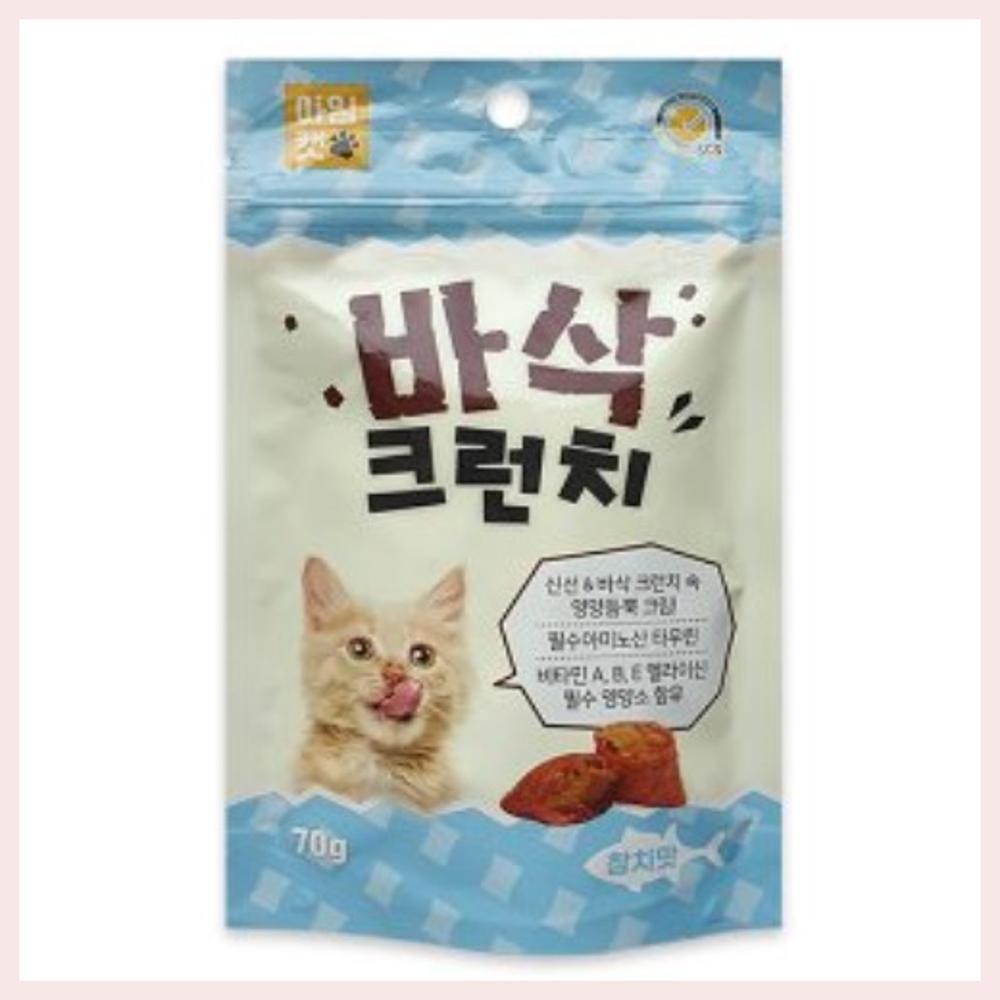 아임
캣
바삭
크런치
신선 & 바삭 크런치 속
영양듬뿍 크림!
필수아미노산 타우린
비타민 A, B, E 멜라이신
필수 영양소 함유
70g
참치맛